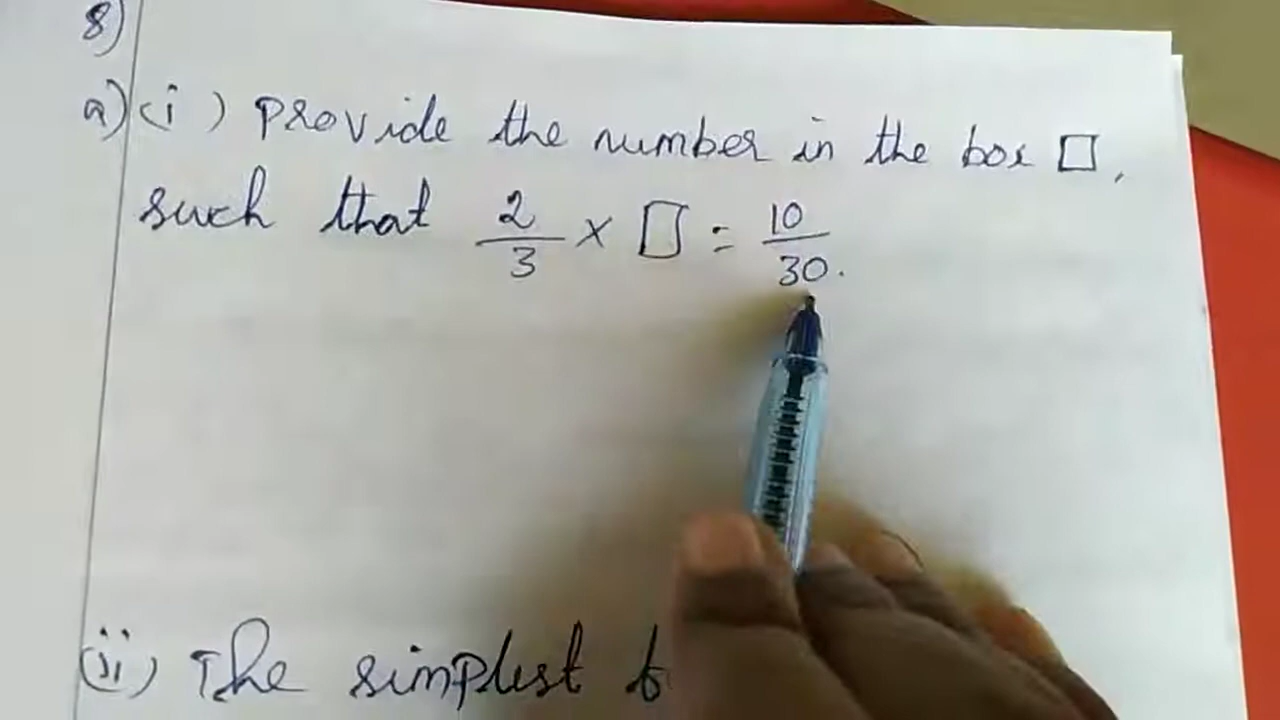 8)
a) (i) Provide the number in the box □,
such that 2/3 × □ = 10/30.
(ii) The simplest